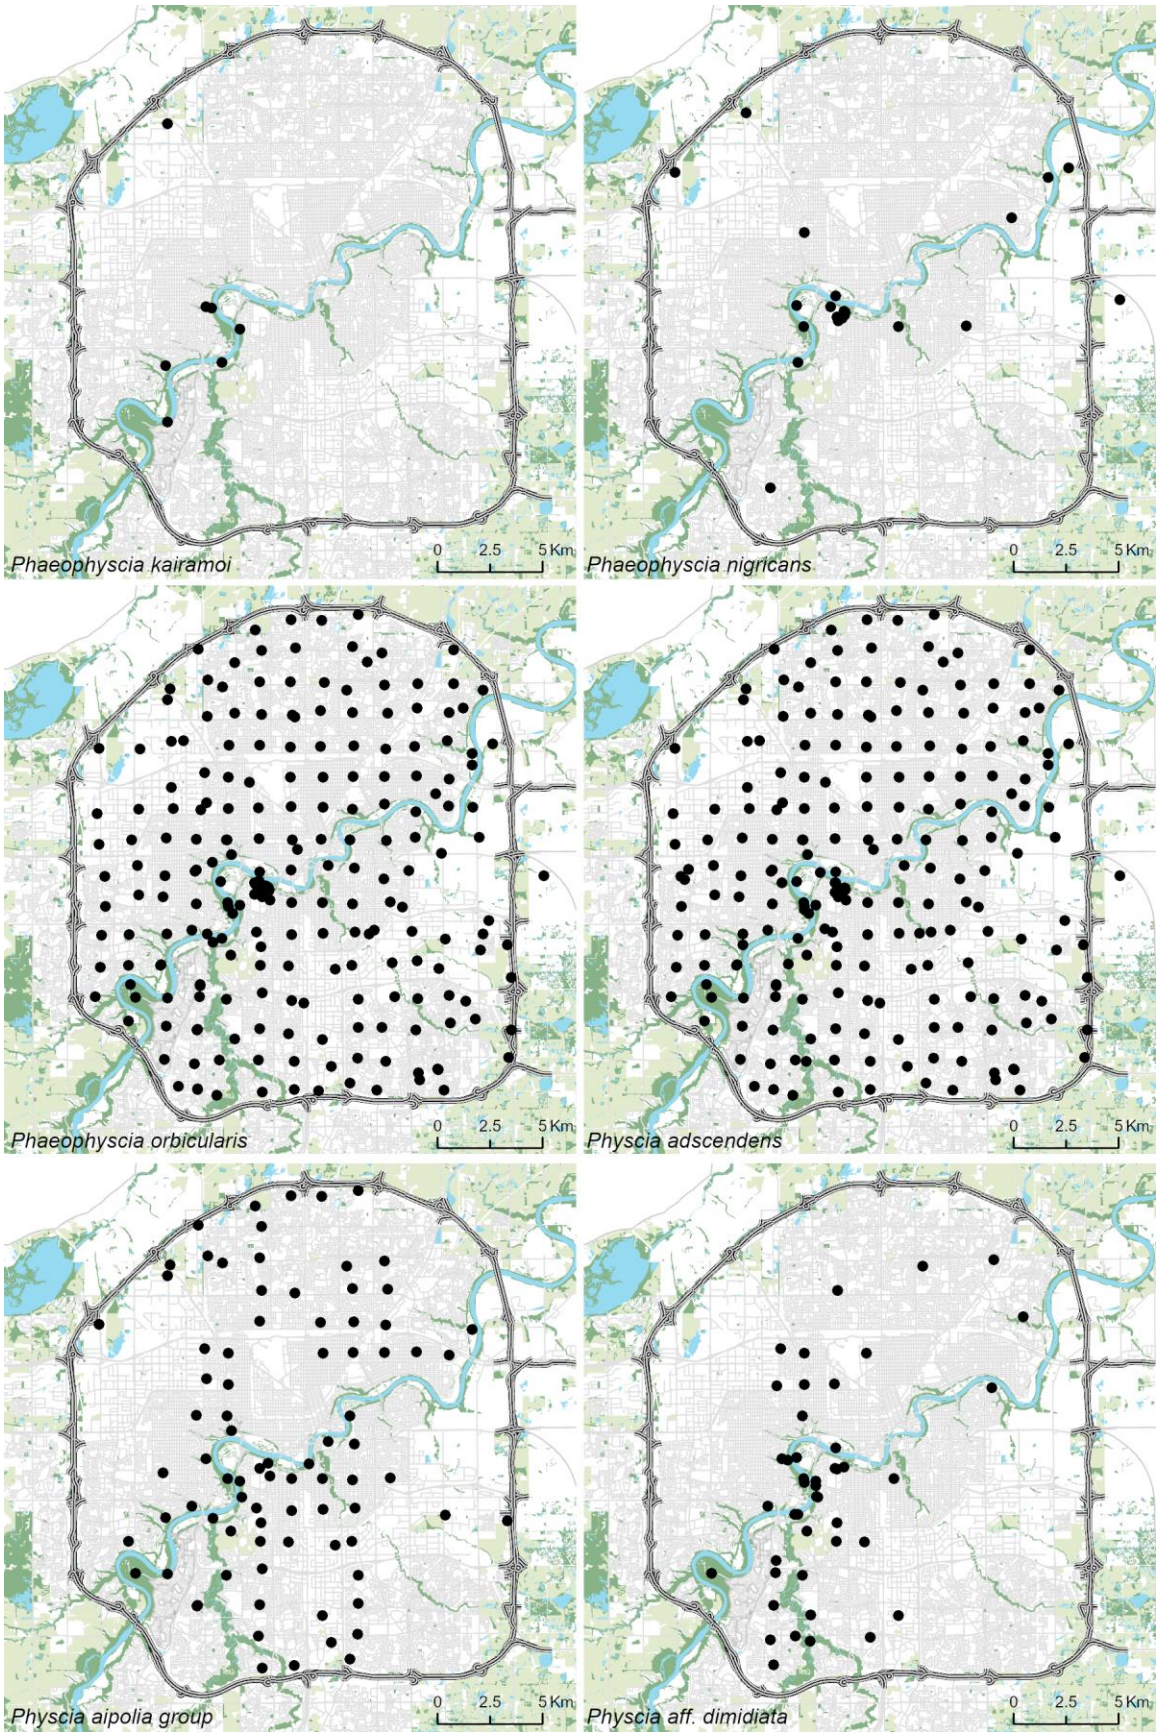 0 2.5 5 Km
Phaeophyscia kairamoi
0 2.5 5 Km
Phaeophyscia nigricans
0 2.5 5 Km
Phaeophyscia orbicularis
0 2.5 5 Km
Physcia adscendens
0 2.5 5 Km
Physcia aipolia group
0 2.5 5 Km
Physcia aff. dimidiata